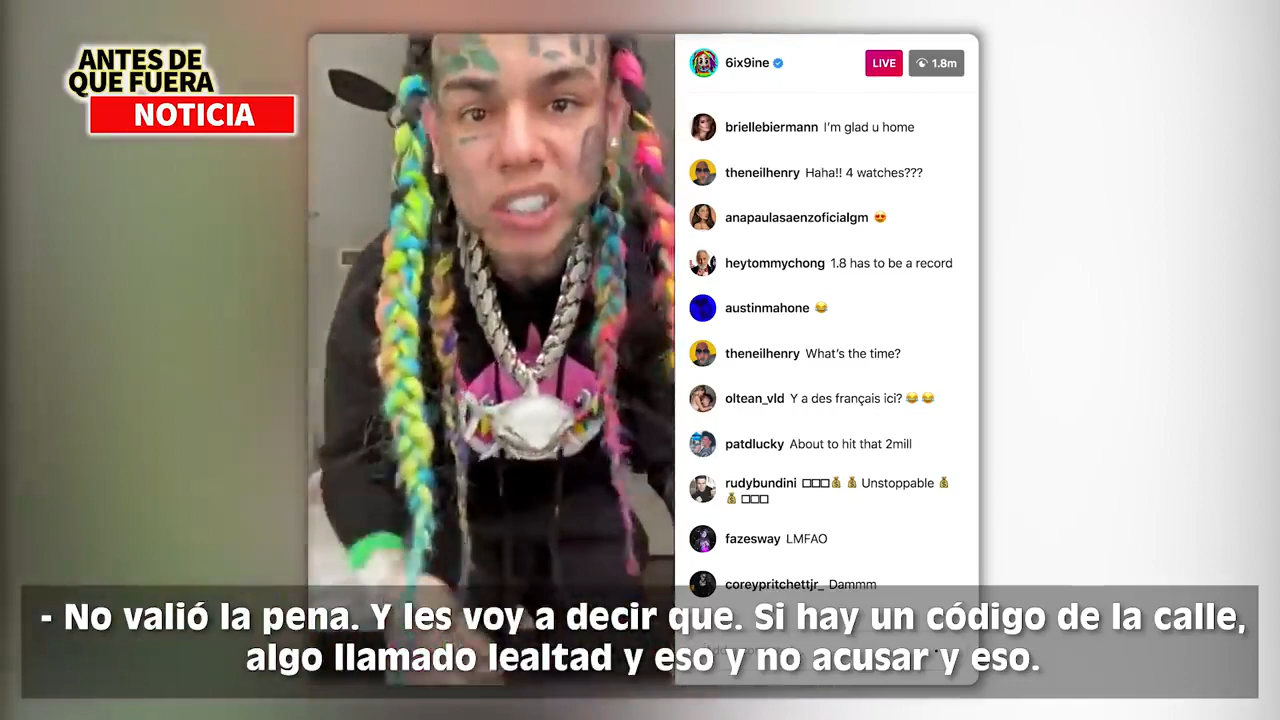 ANTES DE
QUE FUERA
NOTICIA
6ix9ine
LIVE
1.8m
briellebiermann I'm glad u home
theneilhenry Haha!! 4 watches???
anapaulasaenzoficialgm 😍
heytommychong 1.8 has to be a record
austinmahone 😂
theneilhenry What's the time?
oltean_vld Y a des français ici? 😂 😂
patdlucky About to hit that 2mill
rudybundini □□□💰 💰 Unstoppable 💰
💰 □□□
fazesway LMFAO
coreypritchettjr_ Dammm
- No valió la pena. Y les voy a decir que. Si hay un código de la calle,
algo llamado lealtad y eso y no acusar y eso.